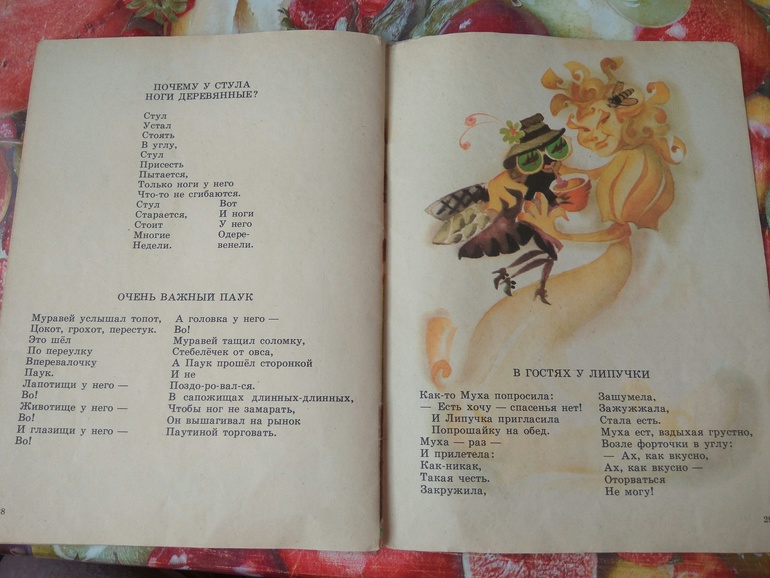 ПОЧЕМУ У СТУЛА
НОГИ ДЕРЕВЯННЫЕ?
Стул
Устал
Стоять
В углу,
Стул
Присесть
Пытается,
Только ноги у него
Что-то не сгибаются.
Стул
Старается,
Стоит
Многие
Недели.
Вот
И ноги
У него
Одере-
венели.
ОЧЕНЬ ВАЖНЫЙ ПАУК
Муравей услышал топот,
Цокот, грохот, перестук.
Это шёл
По переулку
Вперевалочку
Паук.
Лапотищи у него —
Во!
Животище у него —
Во!
И глазищи у него —
Во!
А головка у него —
Во!
Муравей тащил соломку,
Стебелёчек от овса,
А Паук прошёл сторонкой
И не
Поздо-ро-вал-ся.
В сапожищах длинных-длинных,
Чтобы ног не замарать,
Он вышагивал на рынок
Паутиной торговать.
8
В ГОСТЯХ У ЛИПУЧКИ
Как-то Муха попросила:
— Есть хочу — спасенья нет!
И Липучка пригласила
Попрошайку на обед.
Муха — раз —
И прилетела:
Как-никак,
Такая честь.
Закружила,
Зашумела,
Зажужжала,
Стала есть.
Муха ест, вздыхая грустно,
Возле форточки в углу:
— Ах, как вкусно,
Ах, как вкусно —
Оторваться
Не могу!